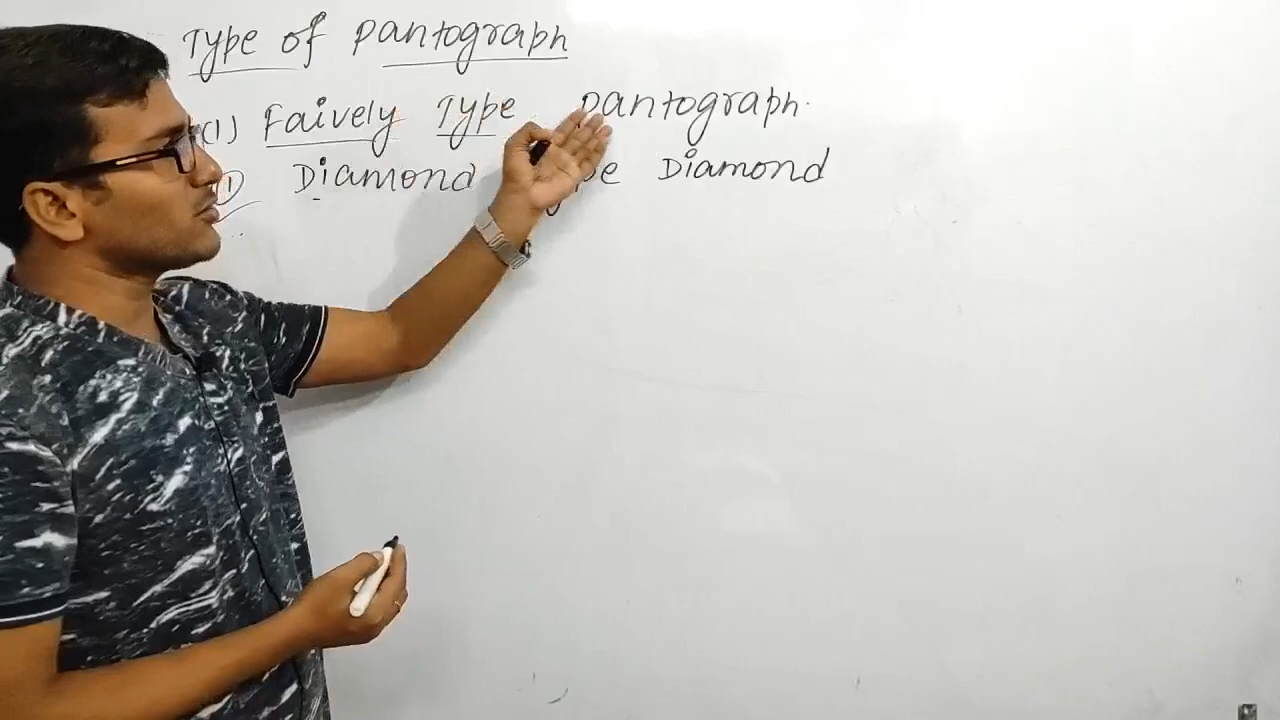 Type of Pantograph
(1) Faively Type Pantograph.
Diamond Diamond